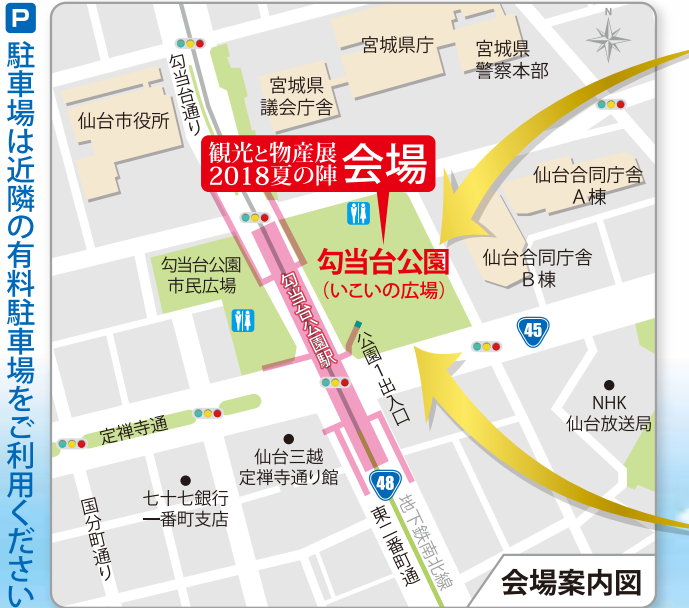 P
駐車場は近隣の有料駐車場をご利用ください
N
宮城県庁
宮城県
警察本部
勾当台通り
宮城県
議会庁舎
仙台市役所
観光と物産展
2018夏の陣
会場
仙台合同庁舎
A棟
勾当台公園
(いこいの広場)
仙台合同庁舎
B棟
勾当台公園
市民広場
勾当台公園駅
45
公園1出入口
NHK
仙台放送局
定禅寺通
仙台三越
定禅寺通り館
七十七銀行
一番町支店
48
国分町通り
東二番町通
地下鉄南北線
会場案内図